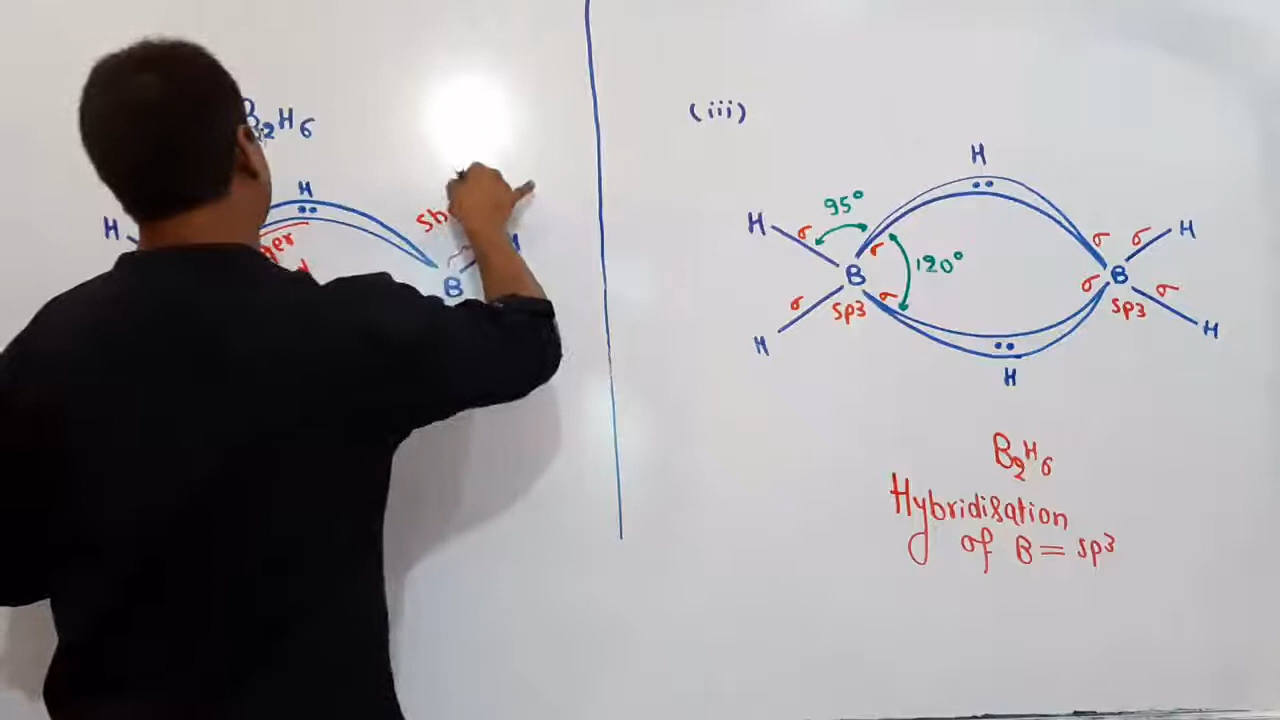 B2H6
H
••
H
B
(iii)
H
••
95°
H σ
σ
120°
σ
σ H
B
B
σ
σ
σ sp3
sp3 σ
H
H
••
H
B2H6
Hybridisation
of B = sp3